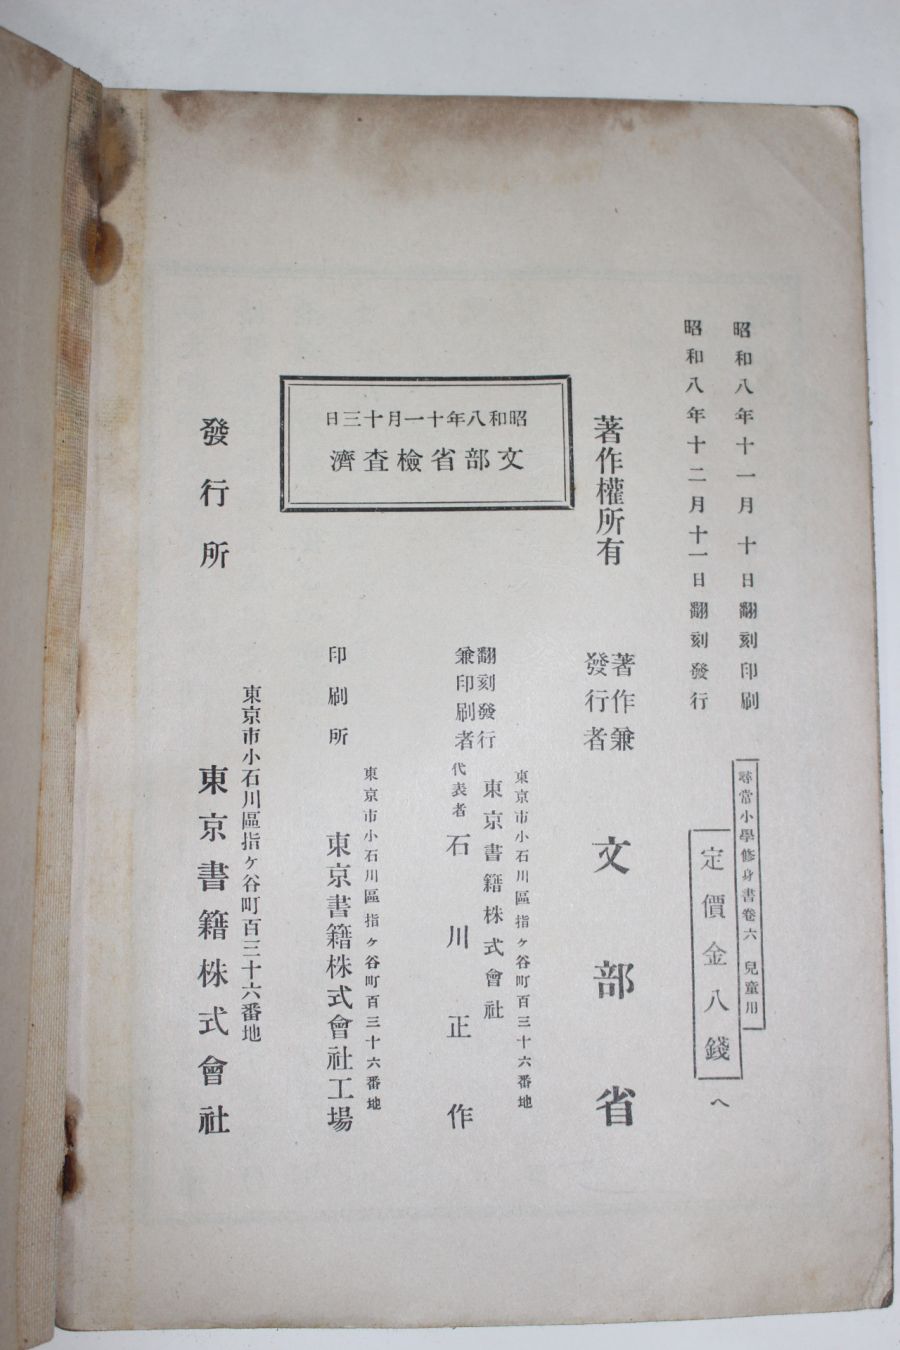 昭和八年十一月十日翻刻印刷
昭和八年十二月十一日翻刻發行
尋常小學修身書卷六 兒童用
定價金八錢
へ
著作權所有
著作兼
發行者
文部省
昭和八年十一月十三日
文部省檢查濟
翻刻發行
兼印刷者
東京市小石川區指ヶ谷町百三十六番地
東京書籍株式會社
代表者 石川正作
印刷所
東京市小石川區指ヶ谷町百三十六番地
東京書籍株式會社工場
發行所
東京市小石川區指ヶ谷町百三十六番地
東京書籍株式會社